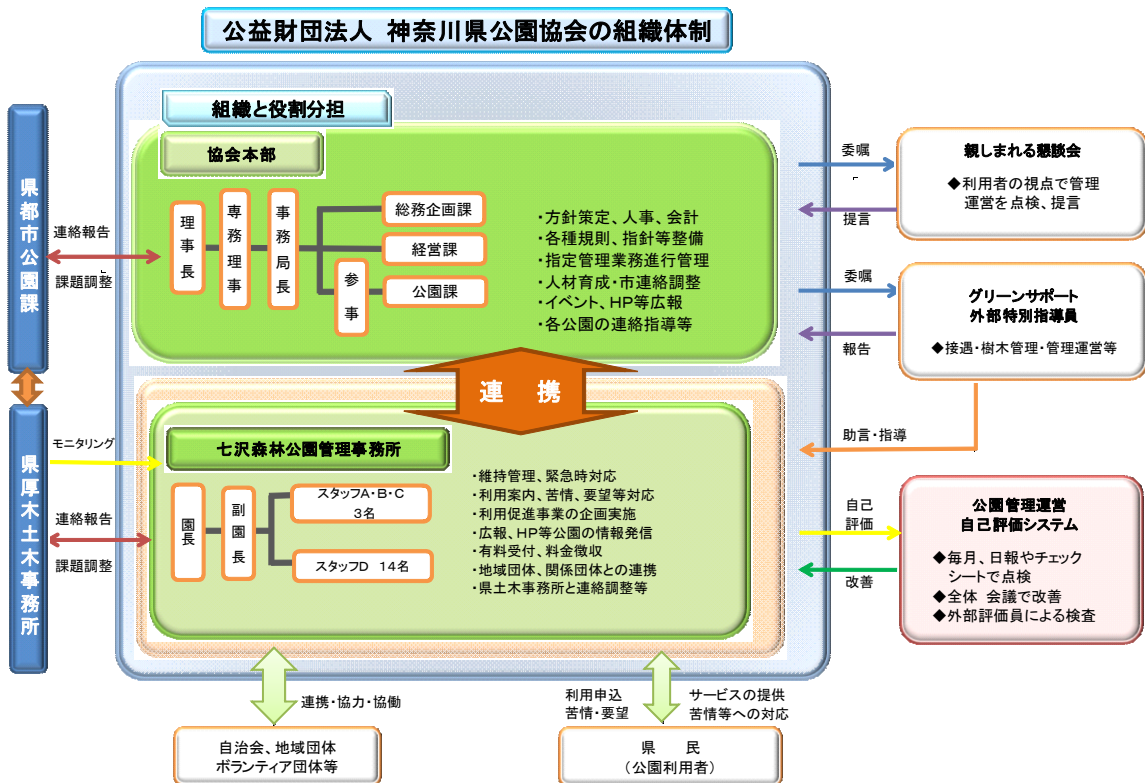 公益財団法人 神奈川県公園協会の組織体制
組織と役割分担
協会本部
理事長
専務理事
事務局長
参事
総務企画課
経営課
公園課
・方針策定、人事、会計
・各種規則、指針等整備
・指定管理業務進行管理
・人材育成・市連絡調整
・イベント、HP等広報
・各公園の連絡指導等
連 携
七沢森林公園管理事務所
園長
副園長
スタッフA・B・C
3名
スタッフD 14名
・維持管理、緊急時対応
・利用案内、苦情、要望等対応
・利用促進事業の企画実施
・広報、HP等公園の情報発信
・有料受付、料金徴収
・地域団体、関係団体との連携
・県土木事務所と連絡調整等
県都市公園課
連絡報告
課題調整
県厚木土木事務所
モニタリング
連絡報告
課題調整
委嘱
提言
親しまれる懇談会
◆利用者の視点で管理
運営を点検、提言
委嘱
報告
グリーンサポート
外部特別指導員
◆接遇・樹木管理・管理運営等
助言・指導
自己
評価
改善
公園管理運営
自己評価システム
◆毎月、日報やチェック
シートで点検
◆全体 会議で改善
◆外部評価員による検査
連携・協力・協働
自治会、地域団体
ボランティア団体等
利用申込
苦情・要望
サービスの提供
苦情等への対応
県 民
(公園利用者)